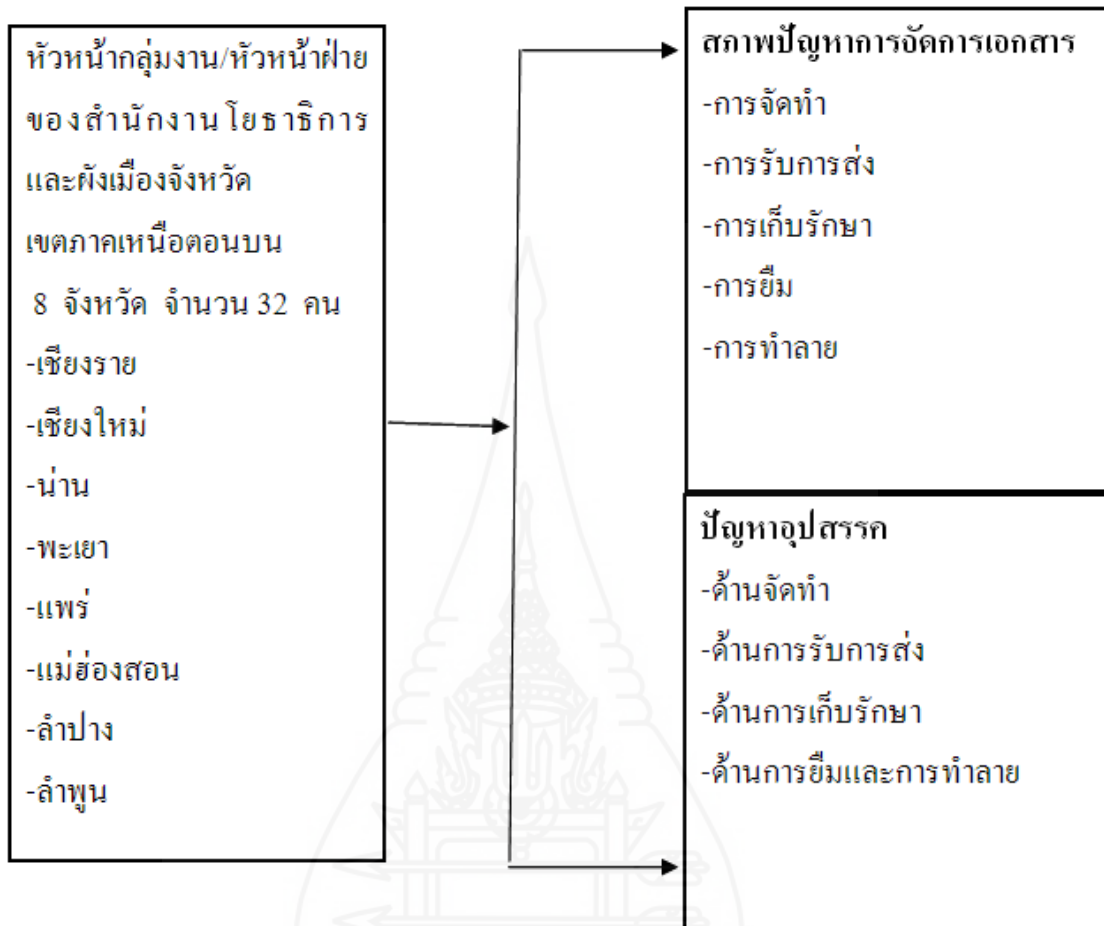 หัวหน้ากลุ่มงาน/หัวหน้าฝ่าย
ของสำนักงานโยธาธิการ
และผังเมืองจังหวัด
เขตภาคเหนือตอนบน
8 จังหวัด จำนวน 32 คน
-เชียงราย
-เชียงใหม่
-น่าน
-พะเยา
-แพร่
-แม่ฮ่องสอน
-ลำปาง
-ลำพูน
สภาพปัญหาการจัดการเอกสาร
-การจัดทำ
-การรับการส่ง
-การเก็บรักษา
-การยืม
-การทำลาย
ปัญหาอุปสรรค
-ด้านจัดทำ
-ด้านการรับการส่ง
-ด้านการเก็บรักษา
-ด้านการยืมและการทำลาย